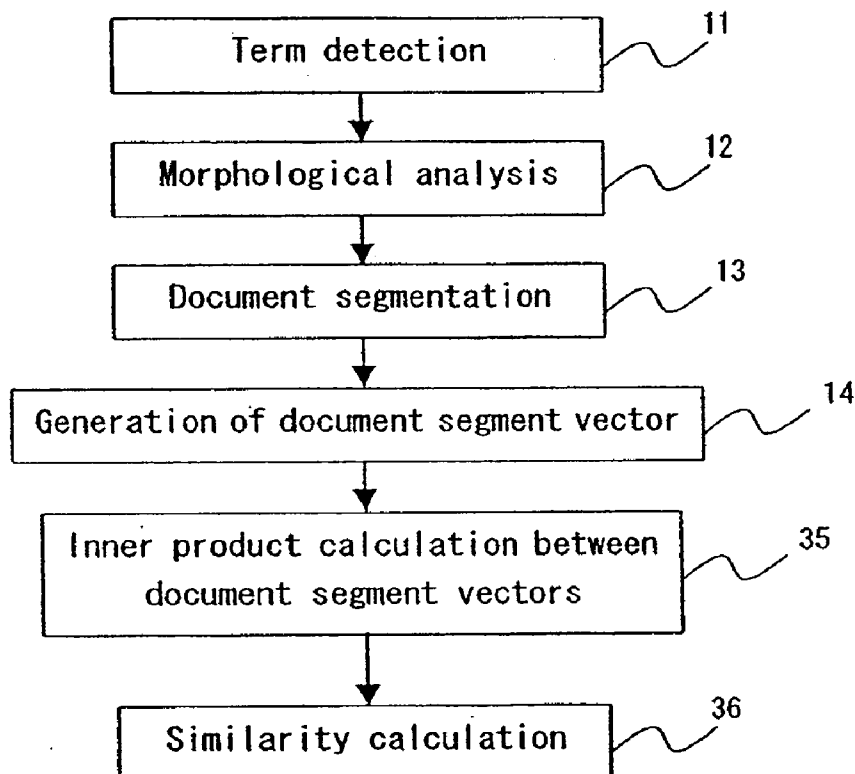 Term detection
11
Morphological analysis
12
Document segmentation
13
Generation of document segment vector
14
Inner product calculation between
document segment vectors
35
Similarity calculation
36